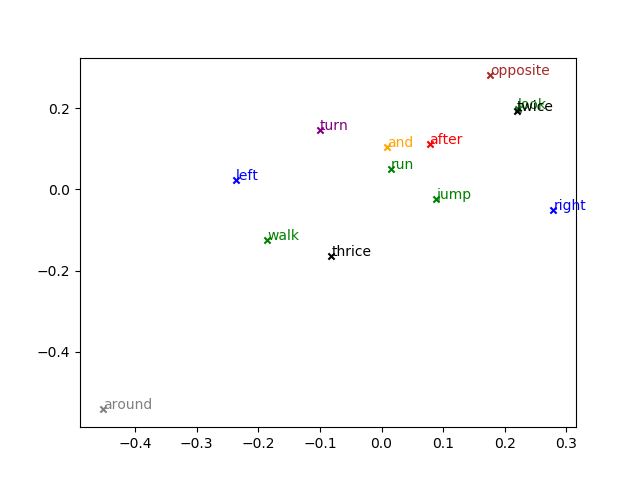 opposite
look
twice
0.2
turn
and
after
run
left
0.0
jump
right
walk
thrice
−0.2
−0.4
around
−0.4 −0.3 −0.2 −0.1 0.0 0.1 0.2 0.3